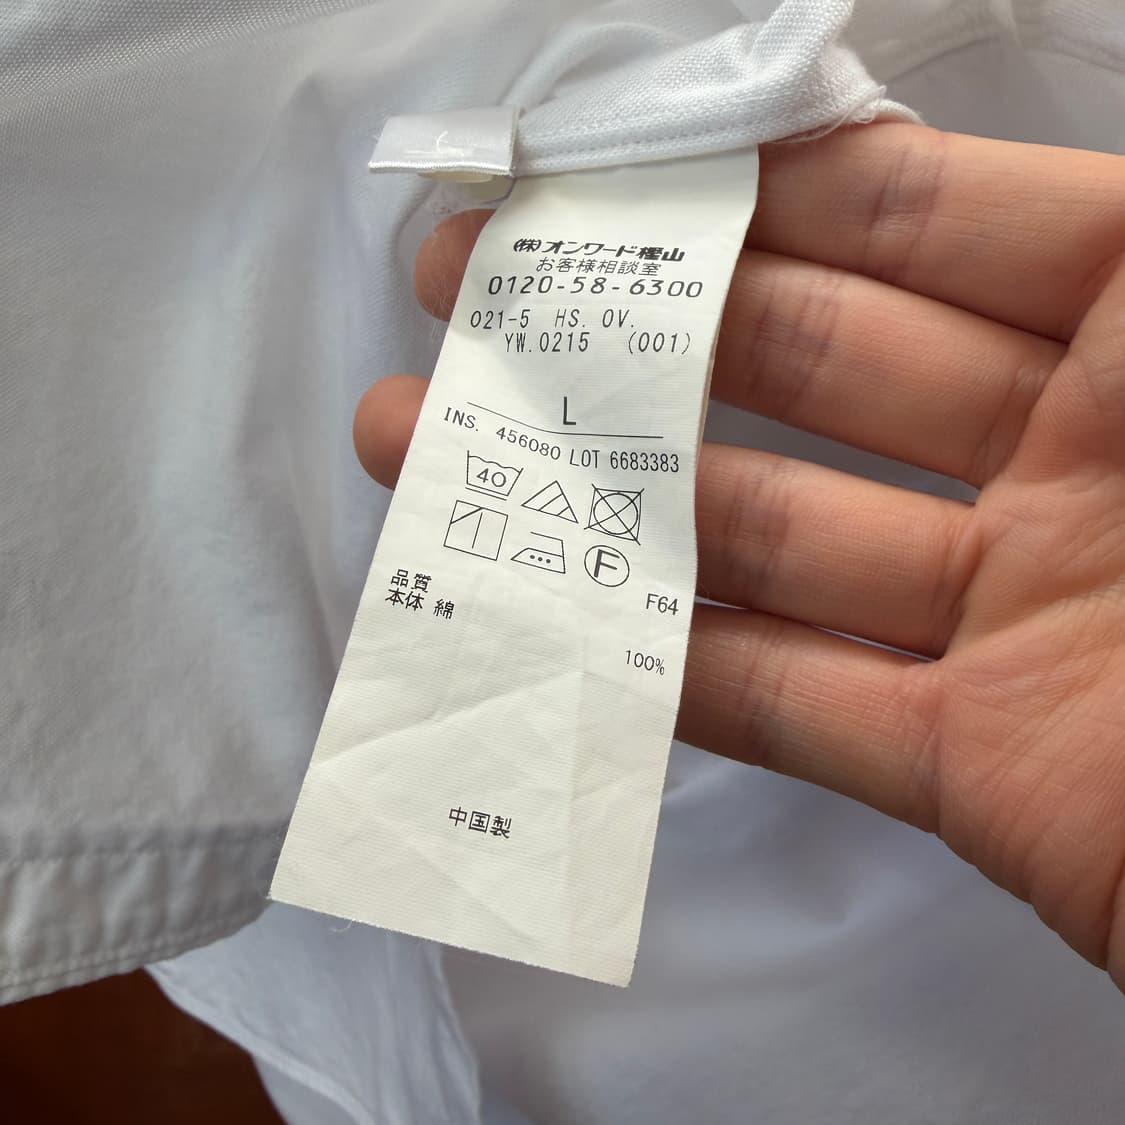 (株)オンワード樫山
お客様相談室
0120-58-6300
021-5 HS. OV.
YW.0215 (001)
L
INS. 456080 LOT 6683383
40
F
F64
品質
本体 綿
100%
中国製